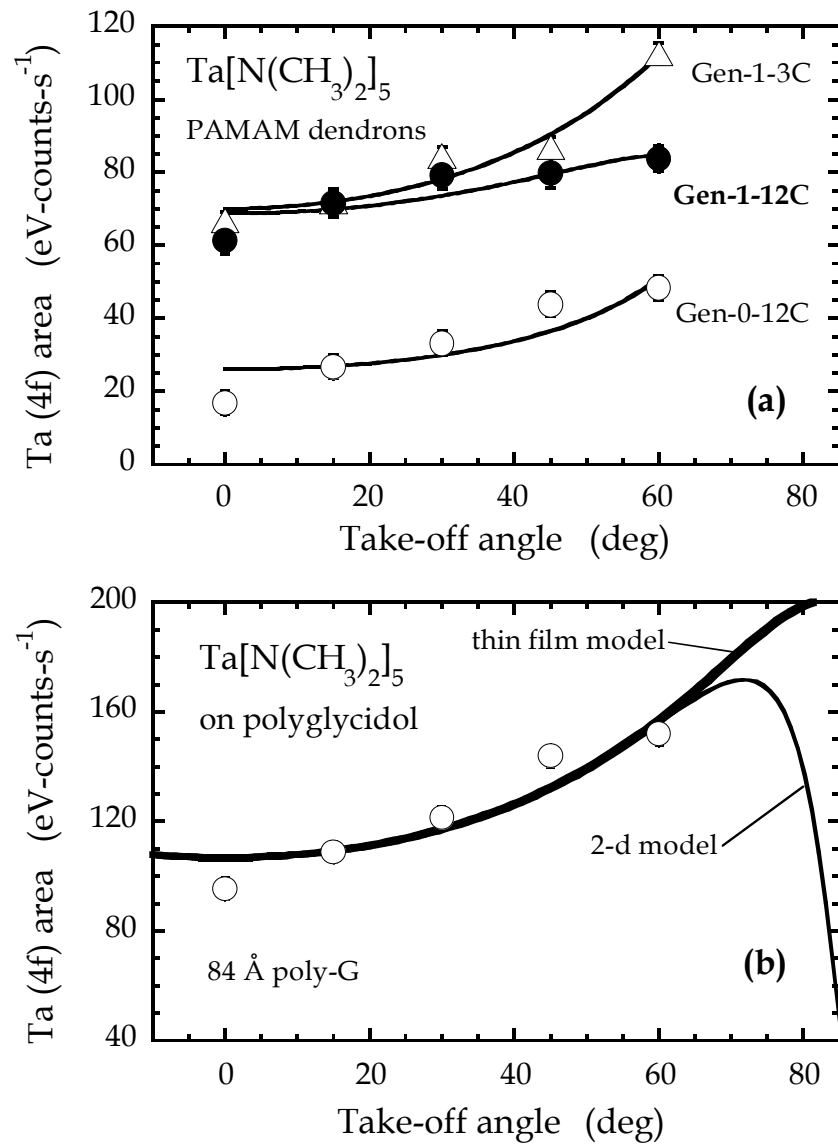 120
100
80
60
40
20
0
Ta (4f) area (eV-counts-s⁻¹)
Ta[N(CH₃)₂]₅
PAMAM dendrons
Gen-1-3C
Gen-1-12C
Gen-0-12C
(a)
0 20 40 60 80
Take-off angle (deg)
200
160
120
80
40
Ta (4f) area (eV-counts-s⁻¹)
Ta[N(CH₃)₂]₅
on polyglycidol
thin film model
2-d model
84 Å poly-G
(b)
0 20 40 60 80
Take-off angle (deg)